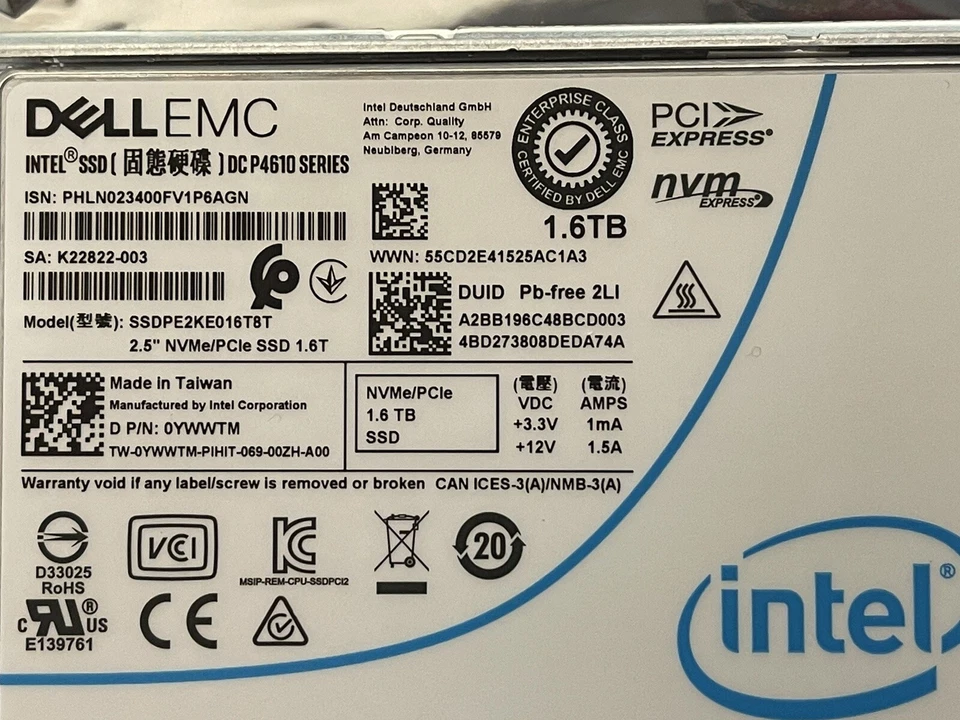 DELLEMC
INTEL® SSD [ 固態硬碟 ] DC P4610 SERIES
ISN: PHLN023400FV1P6AGN
SA: K22822-003
Model(型號): SSDPE2KE016T8T
2.5" NVMe/PCIe SSD 1.6T
Intel Deutschland GmbH
Attn: Corp. Quality
Am Campeon 10-12, 85579
Neubiberg, Germany
ENTERPRISE CLASS
CERTIFIED BY DELL EMC
1.6TB
PCI EXPRESS®
nvm EXPRESS®
WWN: 55CD2E41525AC1A3
DUID Pb-free 2LI
A2BB196C48BCD003
4BD273808DEDA74A
Made in Taiwan
Manufactured by Intel Corporation
D P/N: 0YWWTM
TW-0YWWTM-PIHIT-069-00ZH-A00
NVMe/PCIe
1.6 TB
SSD
(電壓) (電流)
VDC AMPS
+3.3V 1mA
+12V 1.5A
Warranty void if any label/screw is removed or broken CAN ICES-3(A)/NMB-3(A)
D33025
RoHS
VCI
KC
MSIP-REM-CPU-SSDPCI2
20
c RU® US
E139761
CE
intel®